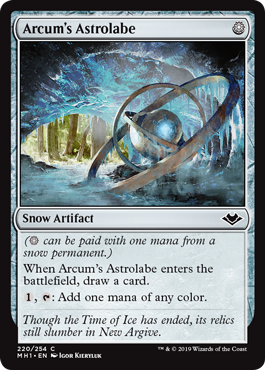 Arcum's Astrolabe
Snow Artifact
( can be paid with one mana from a
snow permanent.)
When Arcum's Astrolabe enters the
battlefield, draw a card.
1, : Add one mana of any color.
Though the Time of Ice has ended, its relics
still slumber in New Argive.
220/254 C
MH1 • EN Igor Kieryluk
™ & © 2019 Wizards of the Coast